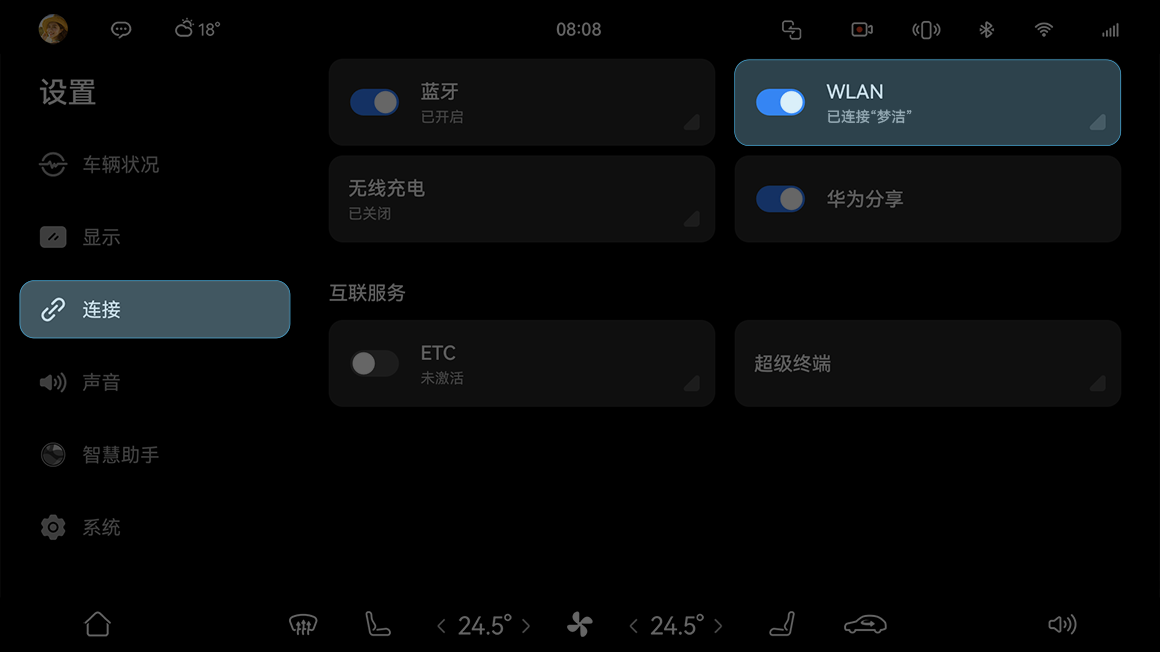 18°
08:08
设置
车辆状况
显示
连接
声音
智慧助手
系统
蓝牙
已开启
WLAN
已连接“梦洁”
无线充电
已关闭
华为分享
互联服务
ETC
未激活
超级终端
24.5°
24.5°